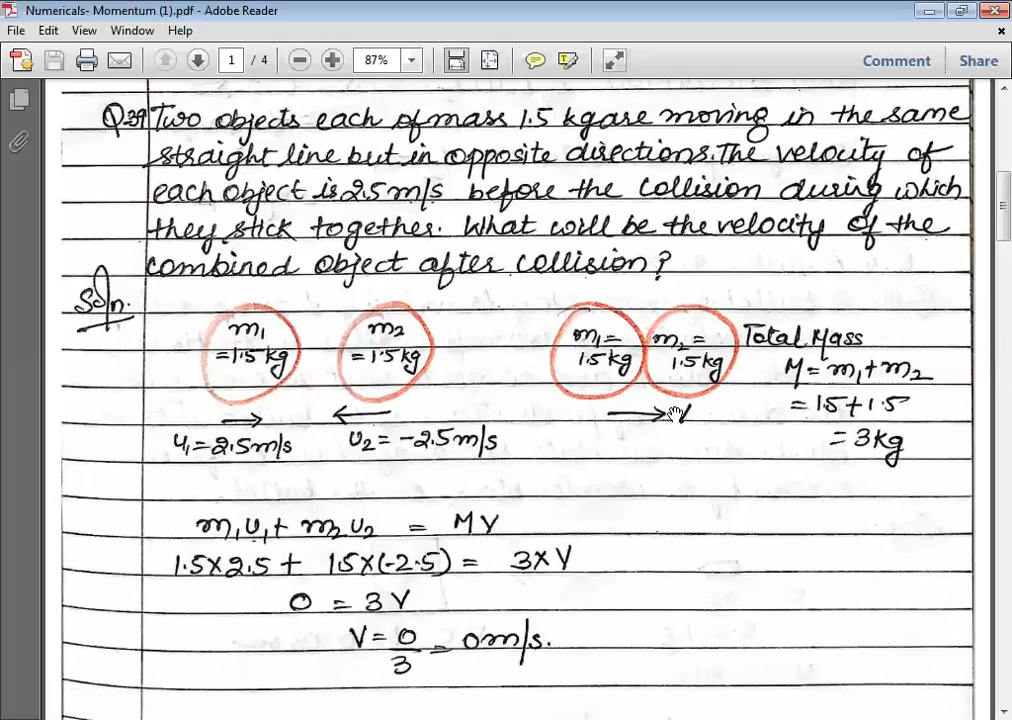 Numericals- Momentum (1).pdf - Adobe Reader
File Edit View Window Help
1 / 4 87% Comment Share
Q.39 Two objects each of mass 1.5 kg are moving in the same
straight line but in opposite directions. The velocity of
each object is 2.5 m/s before the collision during which
they stick together. What will be the velocity of the
combined object after collision?
Soln.
m1 = 1.5 kg
m2 = 1.5 kg
m1 = 1.5 kg
m2 = 1.5 kg
Total Mass
M = m1 + m2
= 1.5 + 1.5
= 3 kg
u1 = 2.5 m/s
u2 = -2.5 m/s
m1u1 + m2u2 = MV
1.5×2.5 + 1.5×(-2.5) = 3×V
0 = 3V
V = 0/3 = 0 m/s.